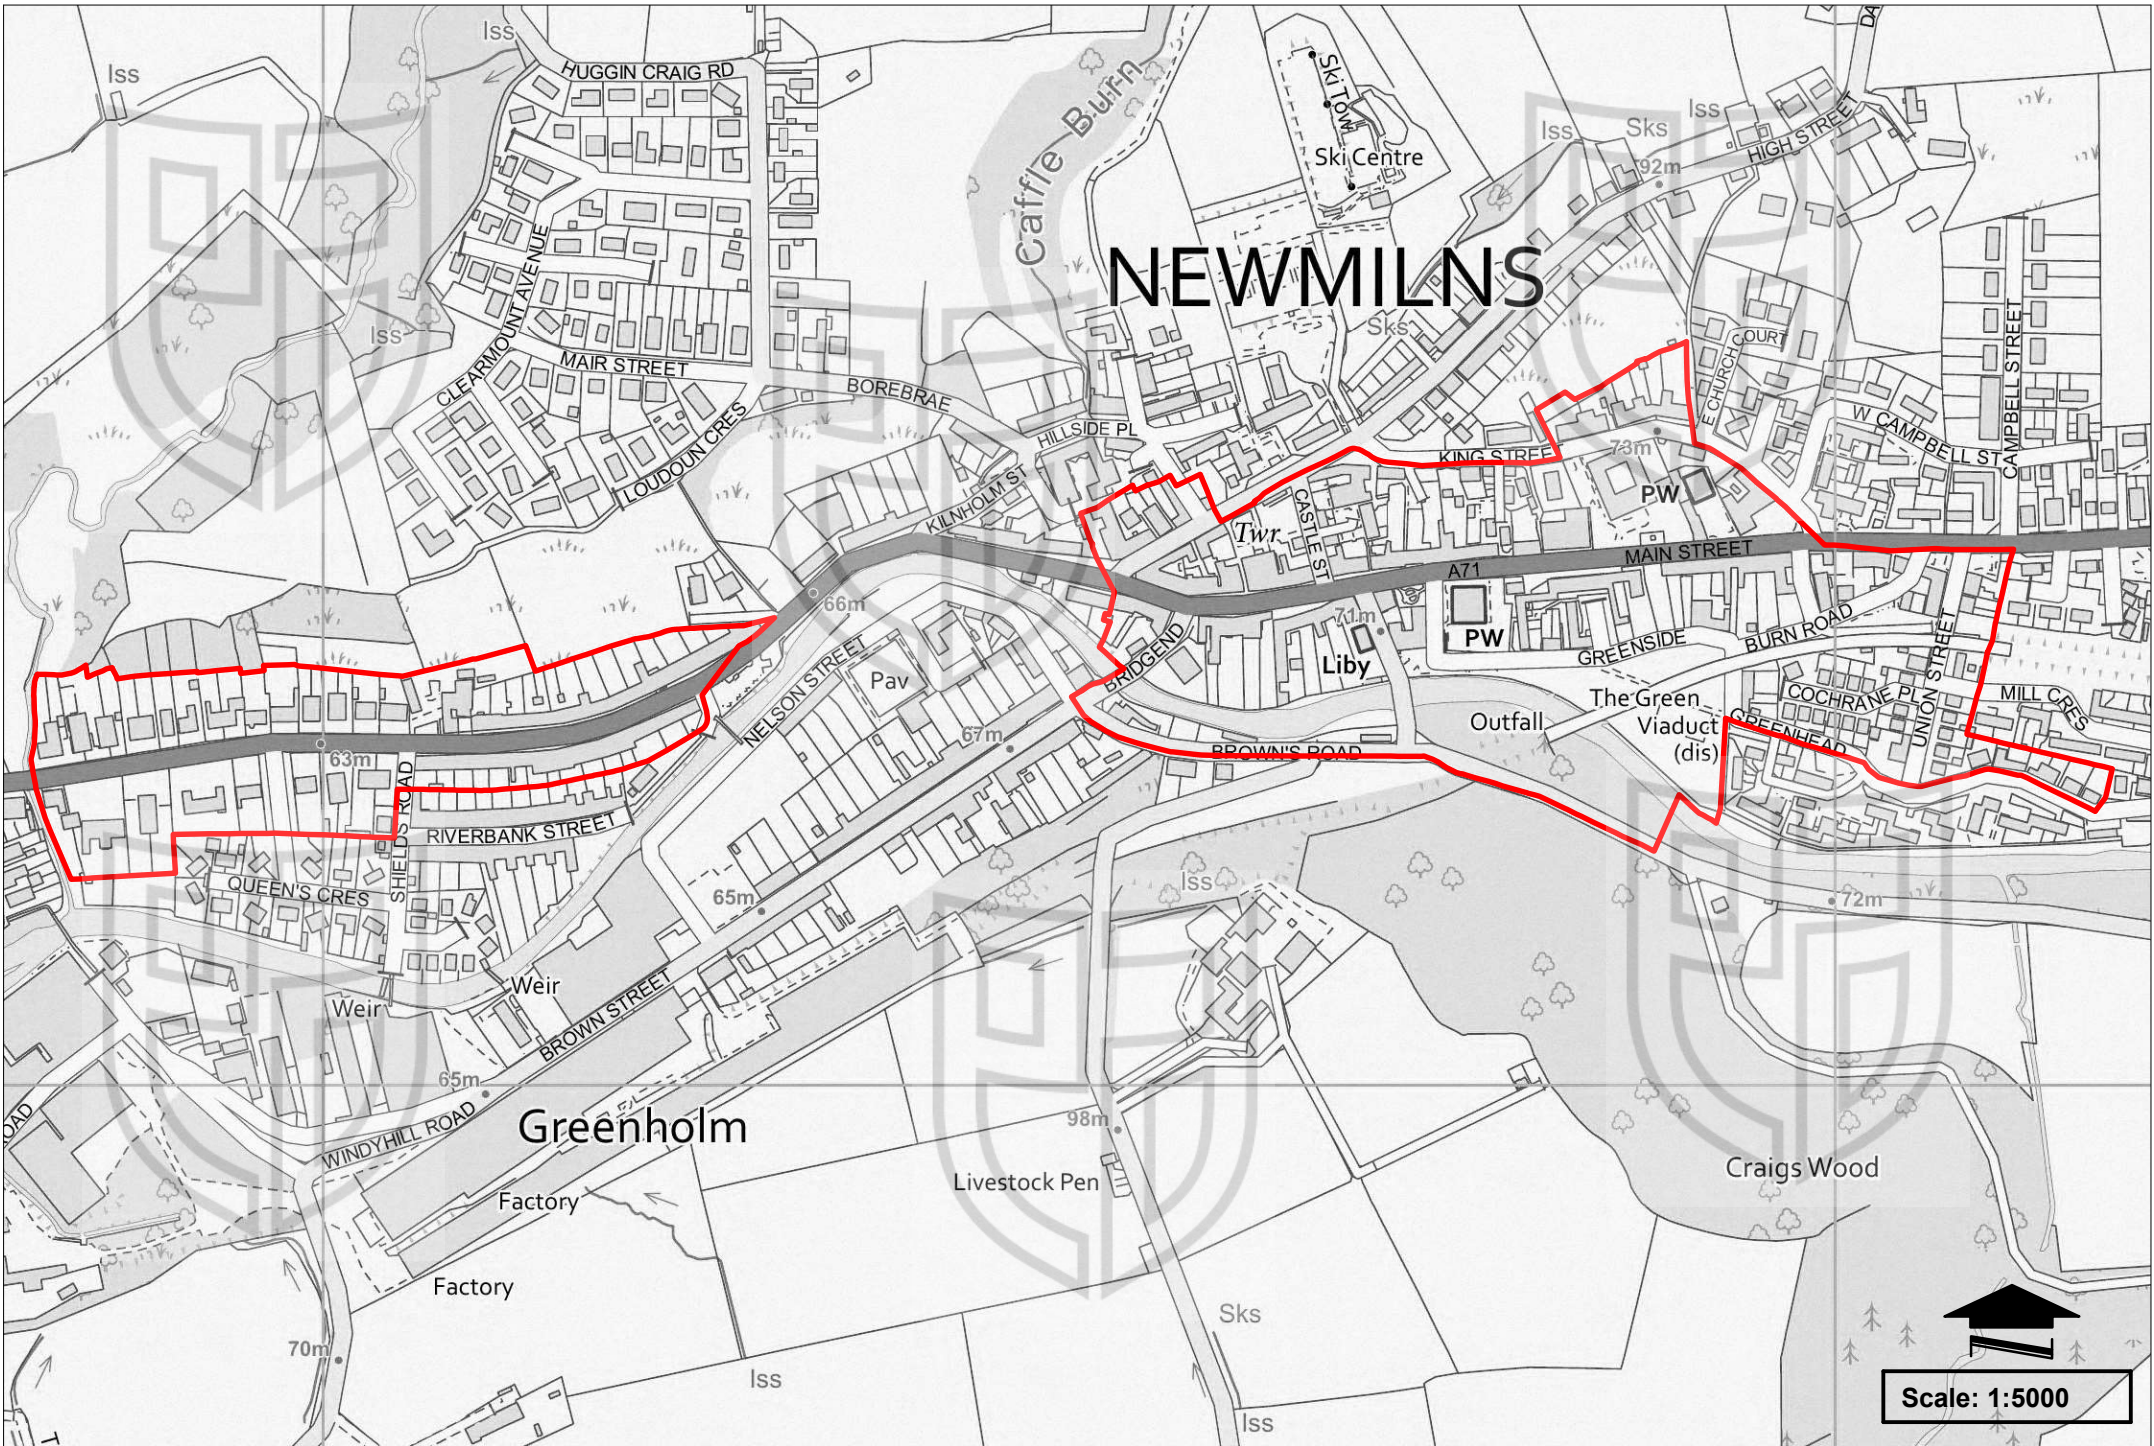 Iss
Iss
HUGGIN CRAIG RD
Caffle Burn
Ski Tow
Ski Centre
Iss
Sks
Iss
92m
HIGH STREET
DA
NEWMILNS
Sks
Iss
CLEARMOUNT AVENUE
MAIR STREET
LOUDOUN CRES
BOREBRAE
HILLSIDE PL
KILNHOLM ST
KING STREE
73m
E CHURCH COURT
W CAMPBELL ST
CAMPBELL STREET
PW
Twr
CASTLE ST
MAIN STREET
A71
66m
71m
PW
Liby
BRIDGEND
GREENSIDE
BURN ROAD
UNION STREET
COCHRANE PL
MILL CRES
The Green
Viaduct
(dis)
GREENHEAD
Outfall
NELSON STREET
Pav
67m
BROWN'S ROAD
63m
SHIELDS ROAD
RIVERBANK STREET
QUEEN'S CRES
65m
Iss
72m
Weir
Weir
BROWN STREET
65m
WINDYHILL ROAD
OAD
Greenholm
98m
Livestock Pen
Craigs Wood
Factory
Factory
Sks
70m
Iss
Iss
T
Scale: 1:5000